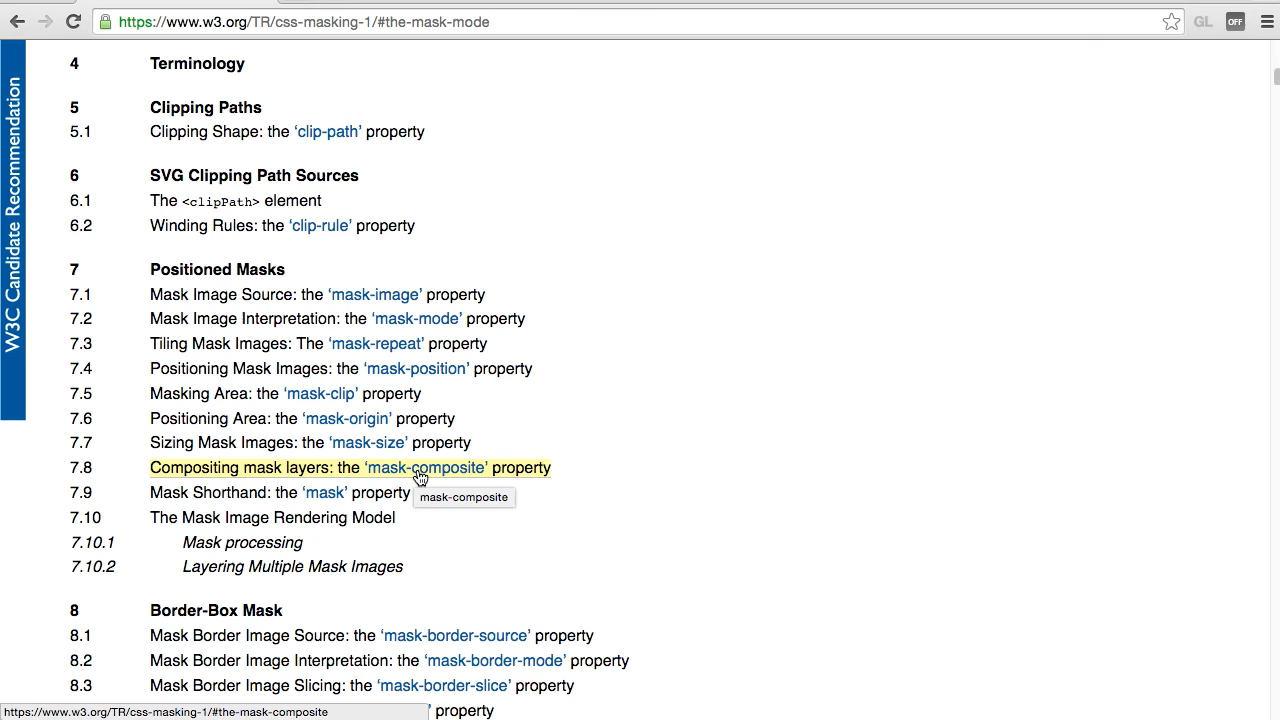 https://www.w3.org/TR/css-masking-1/#the-mask-mode
GL
OFF
W3C Candidate Recommendation
4 Terminology
5 Clipping Paths
5.1 Clipping Shape: the ‘clip-path’ property
6 SVG Clipping Path Sources
6.1 The <clipPath> element
6.2 Winding Rules: the ‘clip-rule’ property
7 Positioned Masks
7.1 Mask Image Source: the ‘mask-image’ property
7.2 Mask Image Interpretation: the ‘mask-mode’ property
7.3 Tiling Mask Images: The ‘mask-repeat’ property
7.4 Positioning Mask Images: the ‘mask-position’ property
7.5 Masking Area: the ‘mask-clip’ property
7.6 Positioning Area: the ‘mask-origin’ property
7.7 Sizing Mask Images: the ‘mask-size’ property
7.8 Compositing mask layers: the ‘mask-composite’ property
7.9 Mask Shorthand: the ‘mask’ property
mask-composite
7.10 The Mask Image Rendering Model
7.10.1 Mask processing
7.10.2 Layering Multiple Mask Images
8 Border-Box Mask
8.1 Mask Border Image Source: the ‘mask-border-source’ property
8.2 Mask Border Image Interpretation: the ‘mask-border-mode’ property
8.3 Mask Border Image Slicing: the ‘mask-border-slice’ property
’ property
https://www.w3.org/TR/css-masking-1/#the-mask-composite